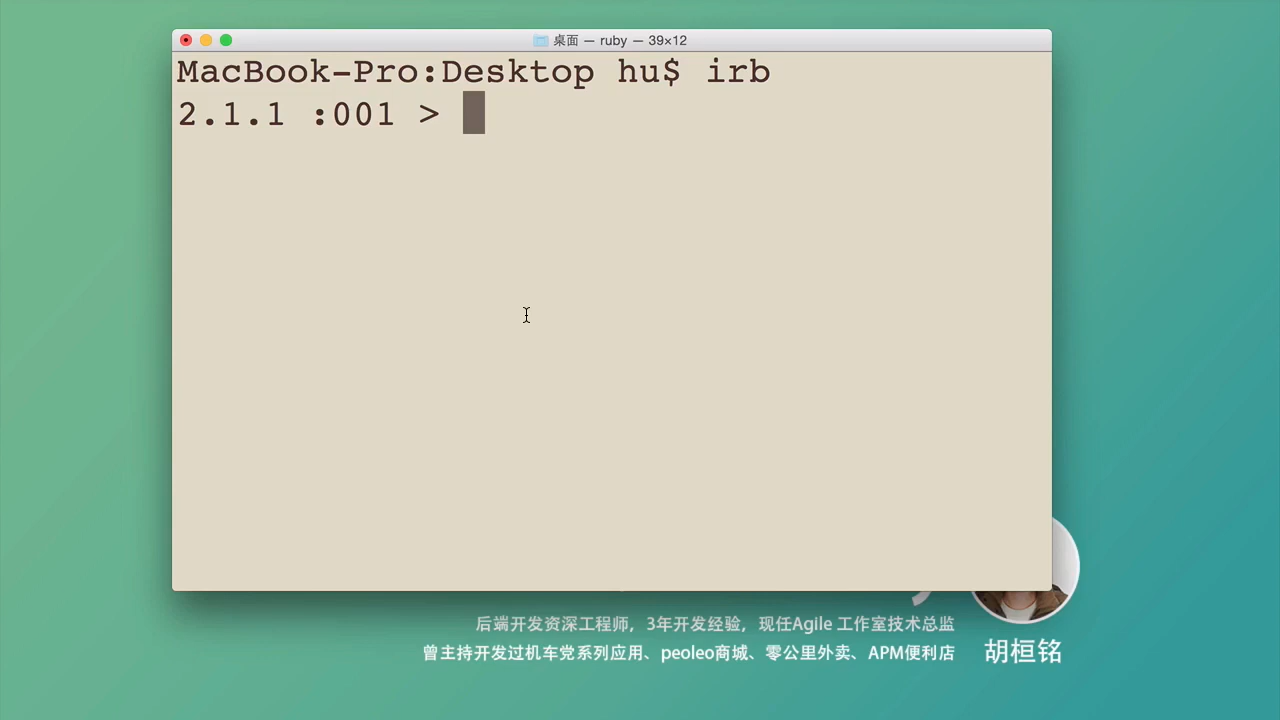 桌面 — ruby — 39×12
MacBook-Pro:Desktop hu$ irb
2.1.1 :001 >
后端开发资深工程师，3年开发经验，现任Agile 工作室技术总监
曾主持开发过机车党系列应用、peoleo商城、零公里外卖、APM便利店
胡桓铭